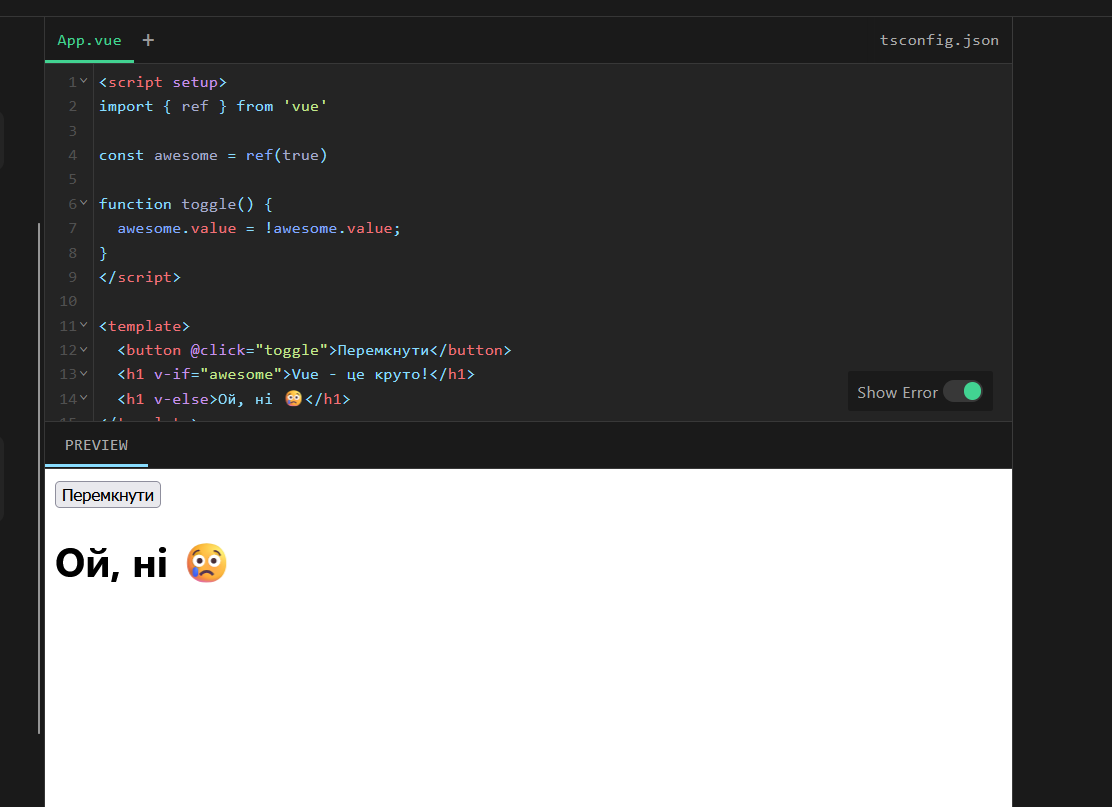 App.vue +
tsconfig.json
1 <script setup>
2 import { ref } from 'vue'
3
4 const awesome = ref(true)
5
6 function toggle() {
7 awesome.value = !awesome.value;
8 }
9 </script>
10
11 <template>
12 <button @click="toggle">Перемкнути</button>
13 <h1 v-if="awesome">Vue - це круто!</h1>
14 <h1 v-else>Ой, ні 😢</h1>
Show Error
PREVIEW
Перемкнути
Ой, ні 😢